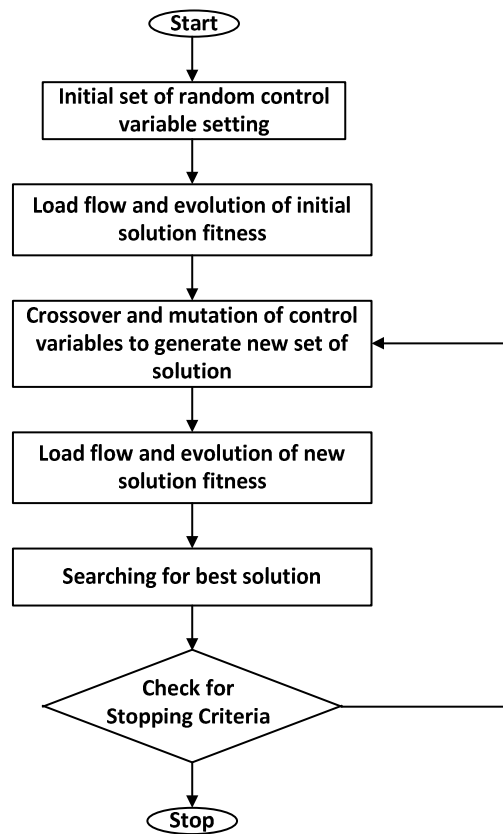 Start
Initial set of random control
variable setting
Load flow and evolution of initial
solution fitness
Crossover and mutation of control
variables to generate new set of
solution
Load flow and evolution of new
solution fitness
Searching for best solution
Check for
Stopping Criteria
Stop